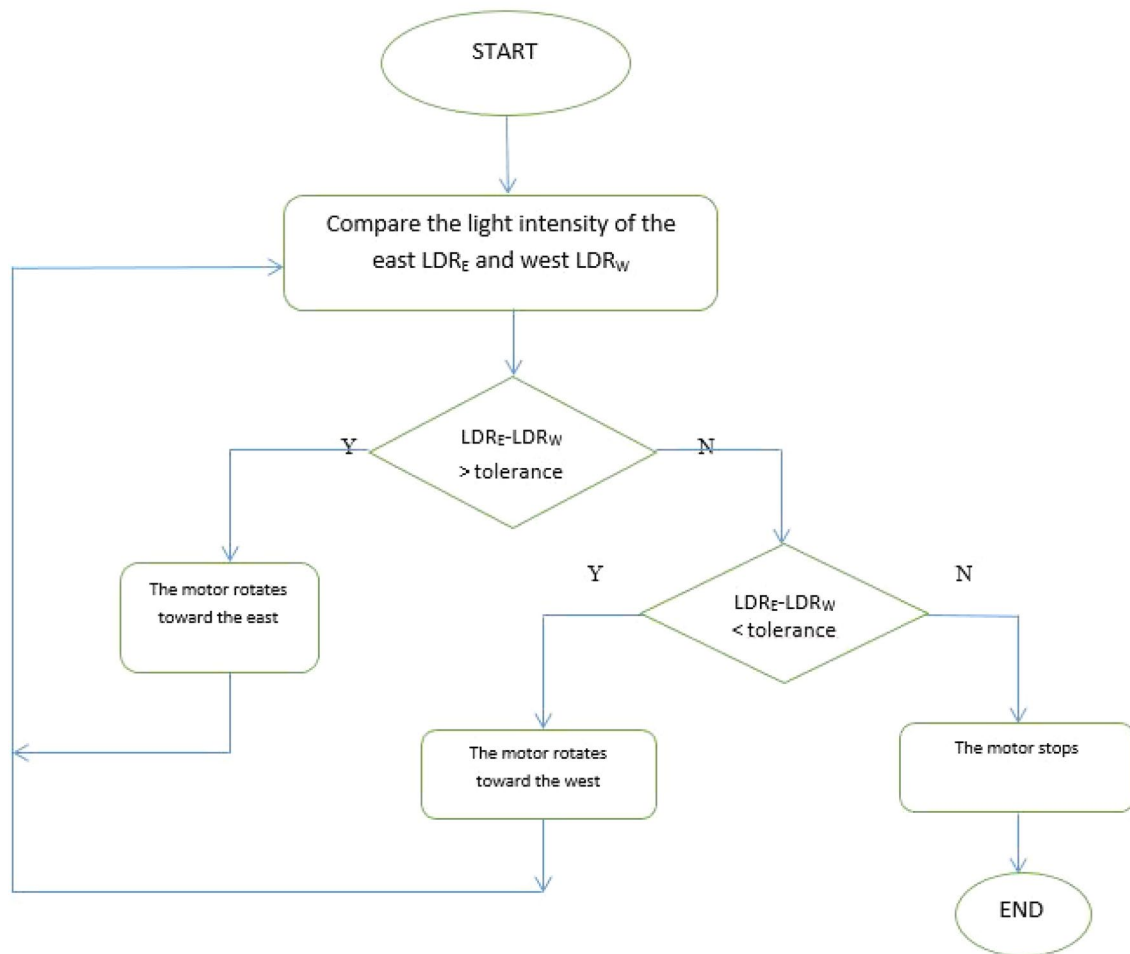 START
Compare the light intensity of the
east LDRE and west LDRW
LDRE-LDRW
> tolerance
Y
N
The motor rotates
toward the east
LDRE-LDRW
< tolerance
Y
N
The motor rotates
toward the west
The motor stops
END